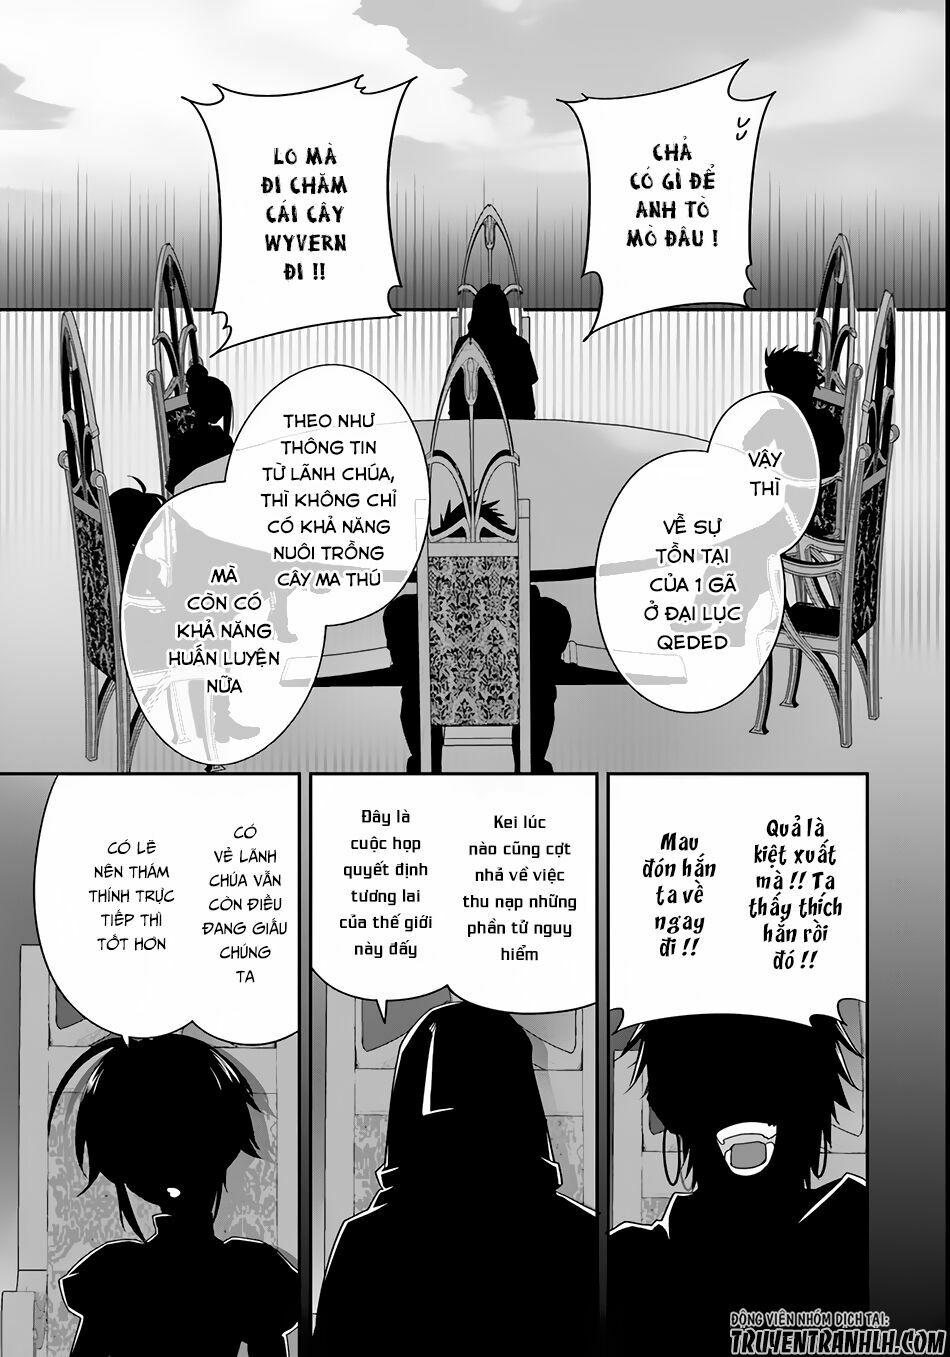 CHẢ
CÓ GÌ ĐỂ
ANH TÒ
MÒ ĐÂU !
LO MÀ
ĐI CHĂM
CÁI CÂY
WYVERN
ĐI !!
VẬY
THÌ
VỀ SỰ
TỒN TẠI
CỦA 1 GÃ
Ở ĐẠI LỤC
QEDED
THEO NHƯ
THÔNG TIN
TỪ LÃNH CHÚA,
THÌ KHÔNG CHỈ
CÓ KHẢ NĂNG
NUÔI TRỒNG
CÂY MA THÚ
MÀ
CÒN CÓ
KHẢ NĂNG
HUẤN LUYỆN
NỮA
Quả là
kiệt xuất
mà !! Ta
thấy thích
hắn rồi
đó !!
Mau
đón hắn
ta về
ngay
đi !!
Kei lúc
nào cũng cợt
nhả về việc
thu nạp những
phần tử nguy
hiểm
Đây là
cuộc họp
quyết định
tương lai
của thế giới
này đấy
CÓ
VẺ LÃNH
CHÚA VẪN
CÒN ĐIỀU
ĐANG GIẤU
CHÚNG
TA
CÓ LẼ
NÊN THÁM
THÍNH TRỰC
TIẾP THÌ
TỐT HƠN
ĐỘNG VIÊN NHÓM DỊCH TẠI:
TRUYENTRANHLH.COM